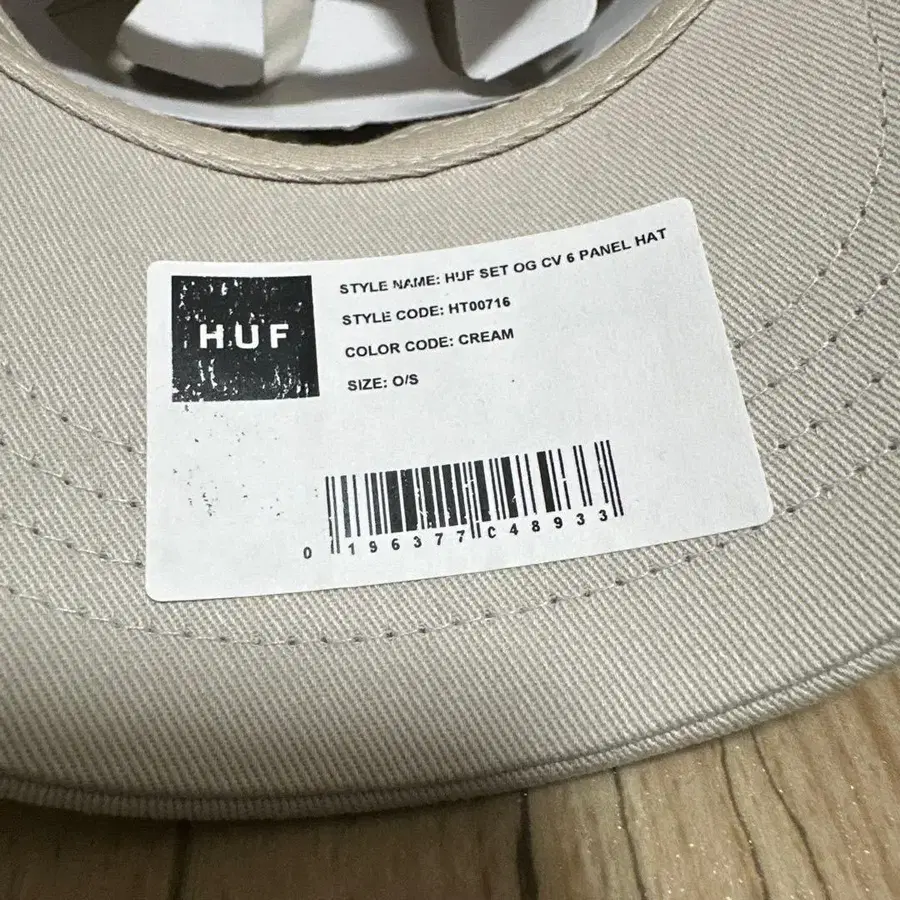 HUF
STYLE NAME: HUF SET OG CV 6 PANEL HAT
STYLE CODE: HT00716
COLOR CODE: CREAM
SIZE: O/S
0 196377 048933